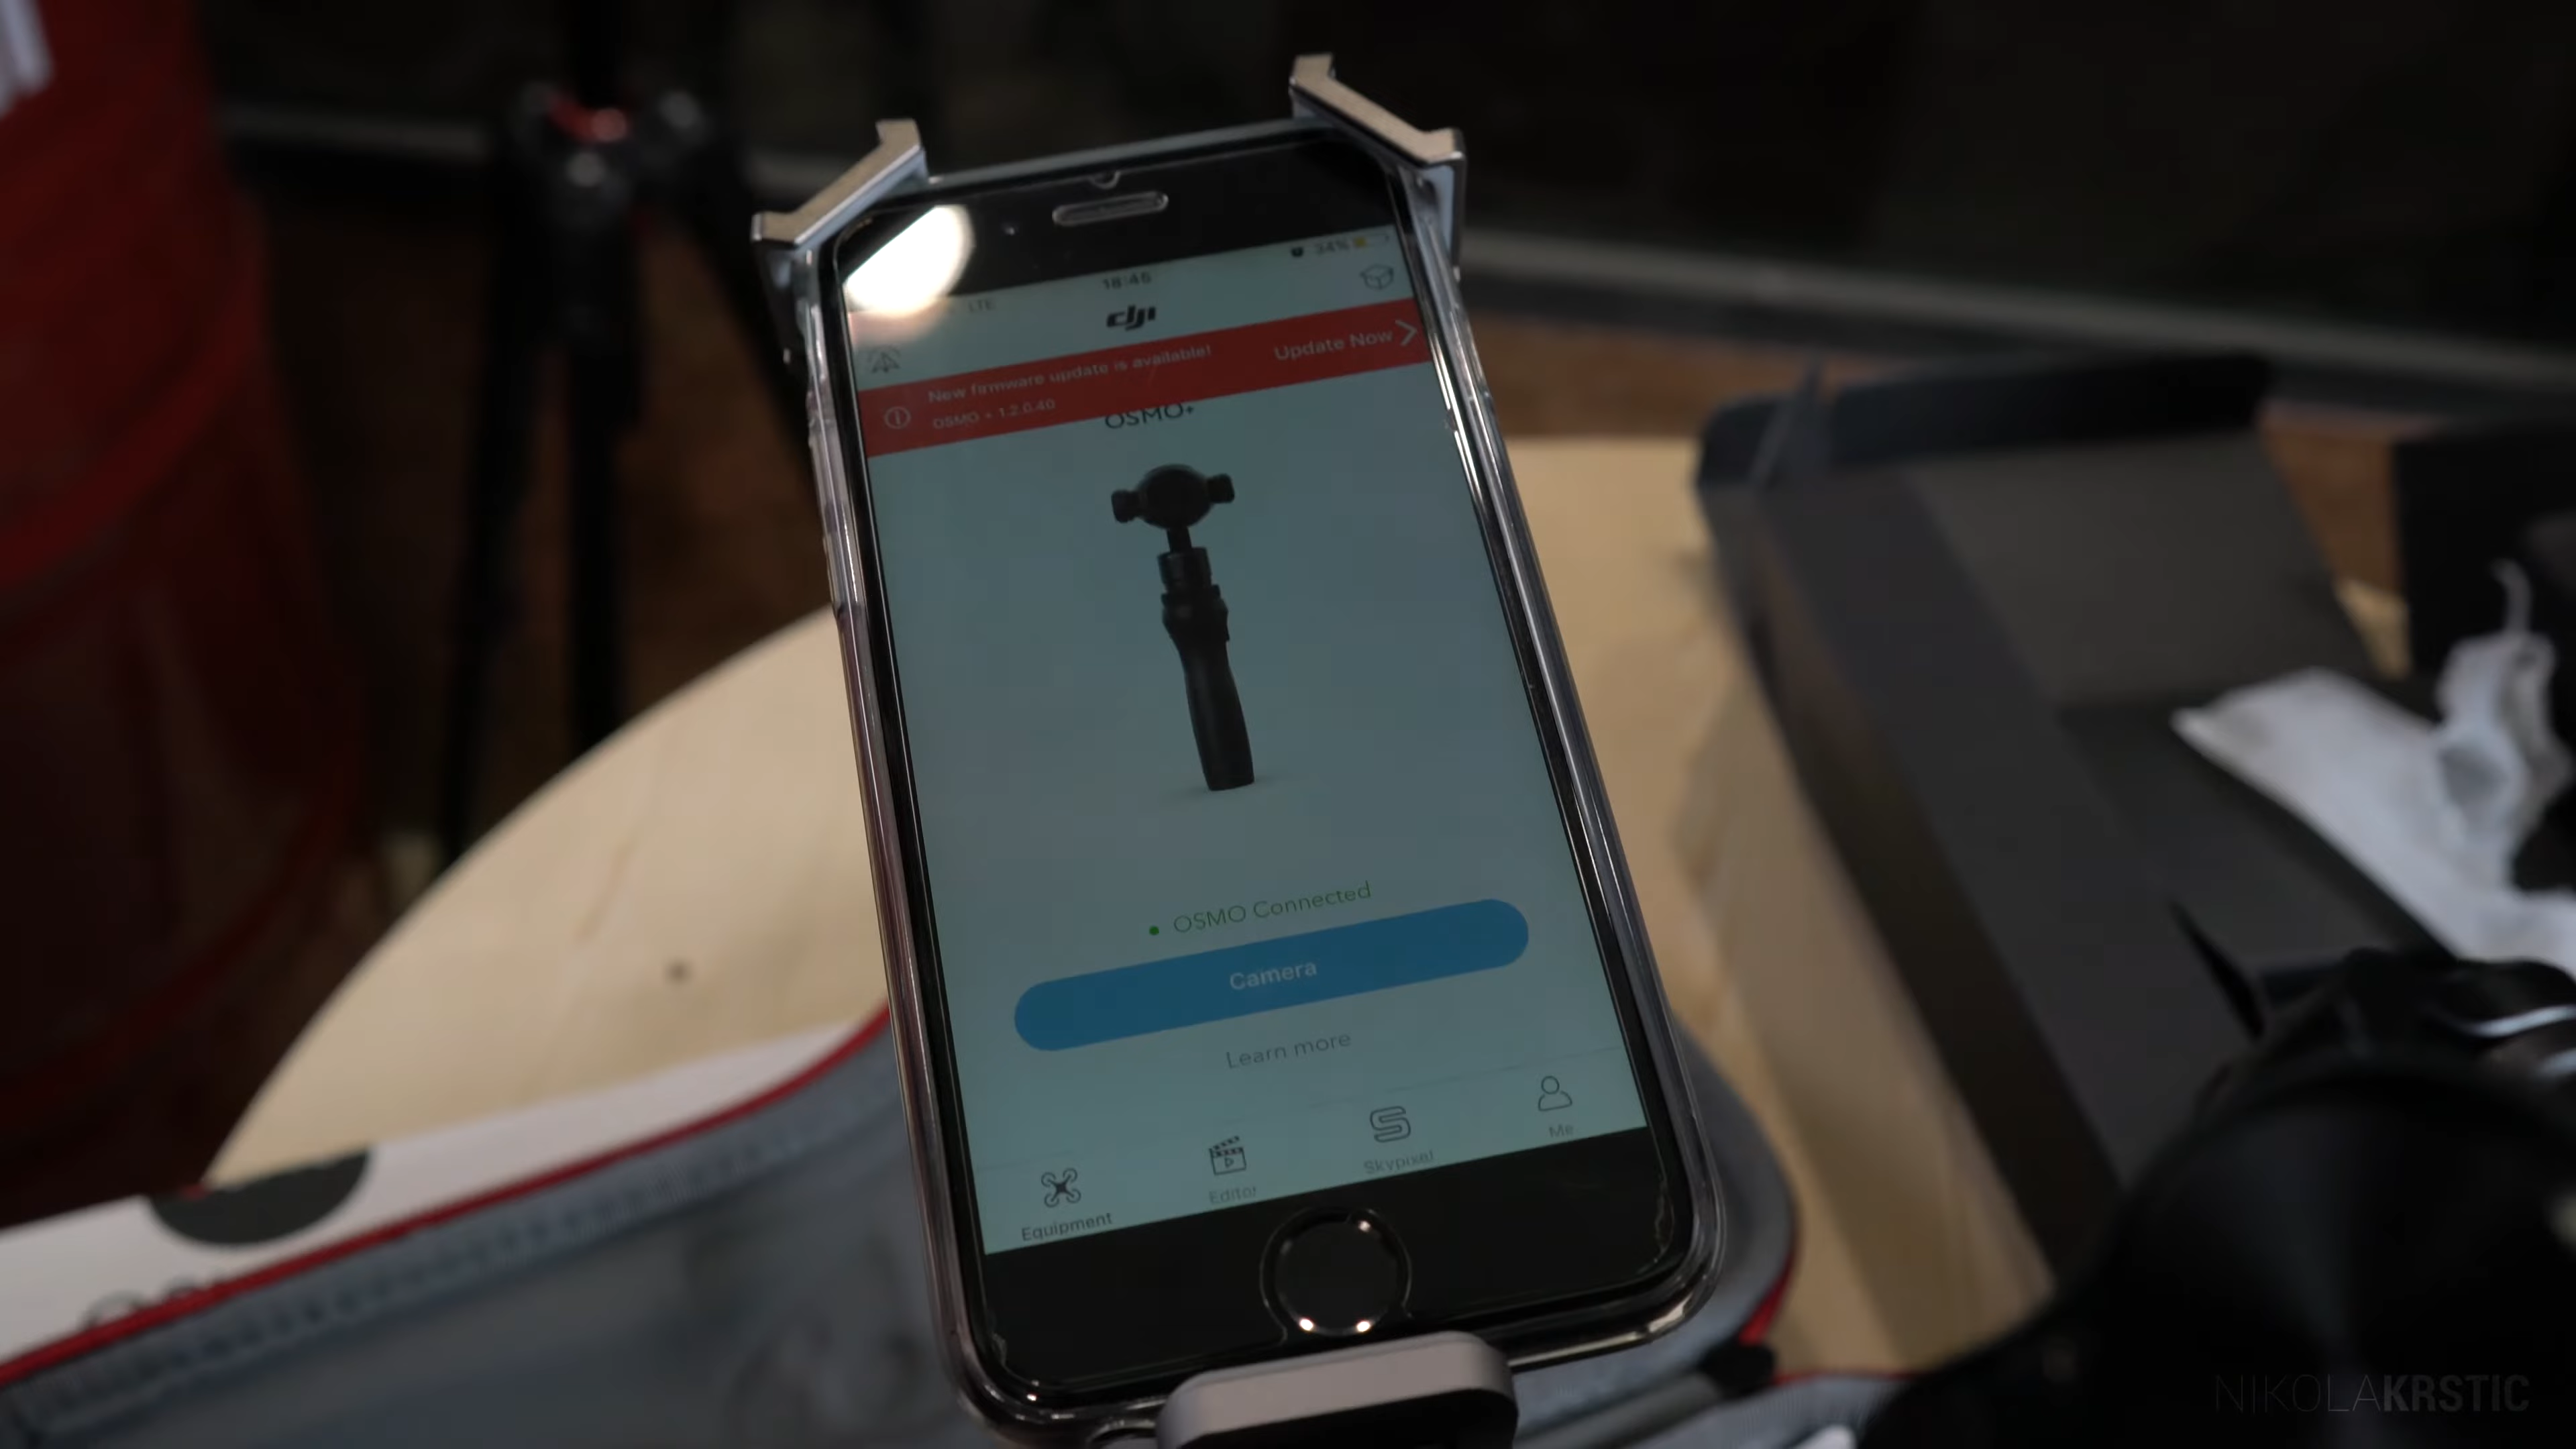 LTE
18:45
34%
dji
New firmware update is available!
Update Now
OSMO + 1.2.0.40
OSMO+
OSMO Connected
Camera
Learn more
Equipment
Editor
Skypixel
Me
NIKOLAKRSTIC